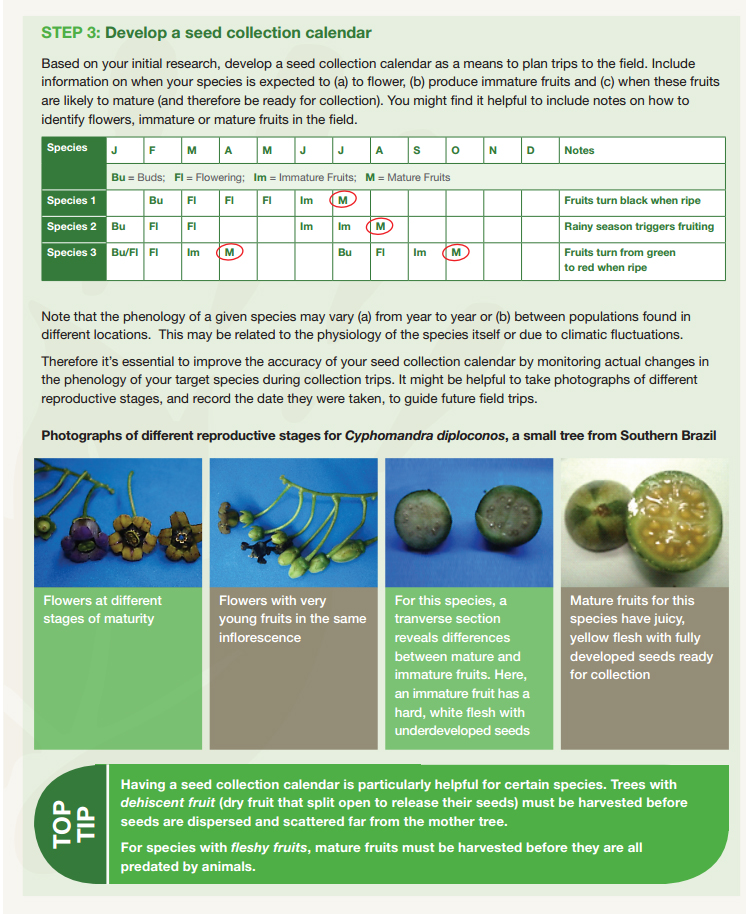 STEP 3: Develop a seed collection calendar
Based on your initial research, develop a seed collection calendar as a means to plan trips to the field. Include
information on when your species is expected to (a) to flower, (b) produce immature fruits and (c) when these fruits
are likely to mature (and therefore be ready for collection). You might find it helpful to include notes on how to
identify flowers, immature or mature fruits in the field.
Species J F M A M J J A S O N D Notes
Bu = Buds; Fl = Flowering; Im = Immature Fruits; M = Mature Fruits
Species 1 Bu Fl Fl Fl Im M Fruits turn black when ripe
Species 2 Bu Fl Fl Im Im M Rainy season triggers fruiting
Species 3 Bu/Fl Fl Im M Bu Fl Im M Fruits turn from green
to red when ripe
Note that the phenology of a given species may vary (a) from year to year or (b) between populations found in
different locations. This may be related to the physiology of the species itself or due to climatic fluctuations.
Therefore it's essential to improve the accuracy of your seed collection calendar by monitoring actual changes in
the phenology of your target species during collection trips. It might be helpful to take photographs of different
reproductive stages, and record the date they were taken, to guide future field trips.
Photographs of different reproductive stages for Cyphomandra diploconos, a small tree from Southern Brazil
Flowers at different
stages of maturity
Flowers with very
young fruits in the same
inflorescence
For this species, a
tranverse section
reveals differences
between mature and
immature fruits. Here,
an immature fruit has a
hard, white flesh with
underdeveloped seeds
Mature fruits for this
species have juicy,
yellow flesh with fully
developed seeds ready
for collection
TOP
TIP
Having a seed collection calendar is particularly helpful for certain species. Trees with
dehiscent fruit (dry fruit that split open to release their seeds) must be harvested before
seeds are dispersed and scattered far from the mother tree.
For species with fleshy fruits, mature fruits must be harvested before they are all
predated by animals.